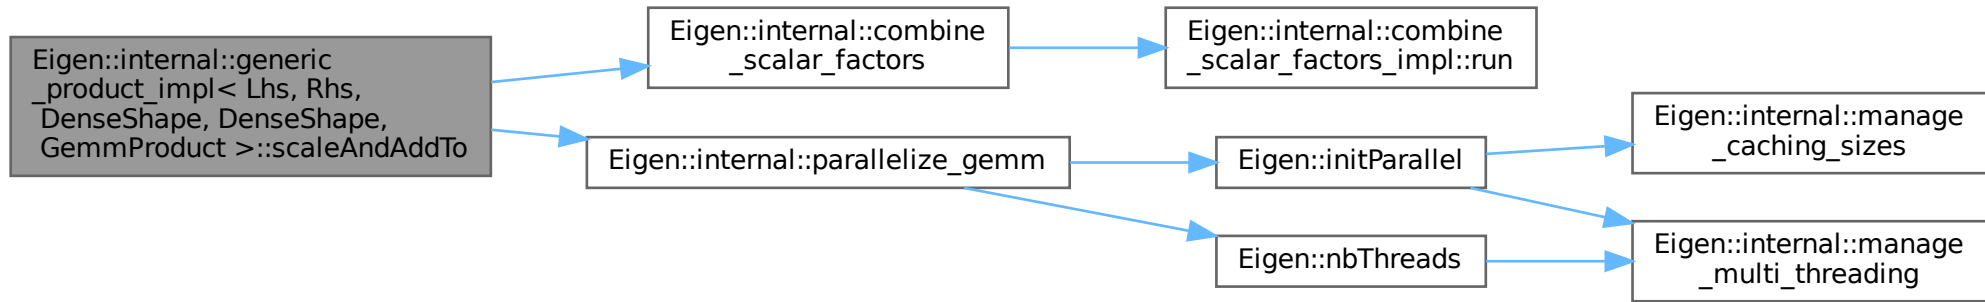 Eigen::internal::generic
_product_impl< Lhs, Rhs,
DenseShape, DenseShape,
GemmProduct >::scaleAndAddTo
Eigen::internal::combine
_scalar_factors
Eigen::internal::combine
_scalar_factors_impl::run
Eigen::internal::parallelize_gemm
Eigen::initParallel
Eigen::internal::manage
_caching_sizes
Eigen::nbThreads
Eigen::internal::manage
_multi_threading